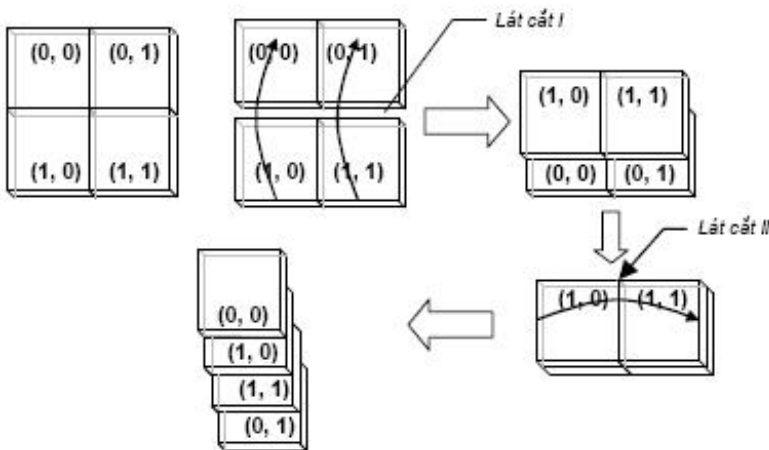 Lát cắt I
(0, 0) (0, 1) (0, 0) (0, 1)
(1, 0) (1, 1)
(1, 0) (1, 1) (1, 0) (1, 1)
(0, 0) (0, 1)
Lát cắt II
(1, 0) (1, 1)
(0, 0)
(1, 0)
(1, 1)
(0, 1)